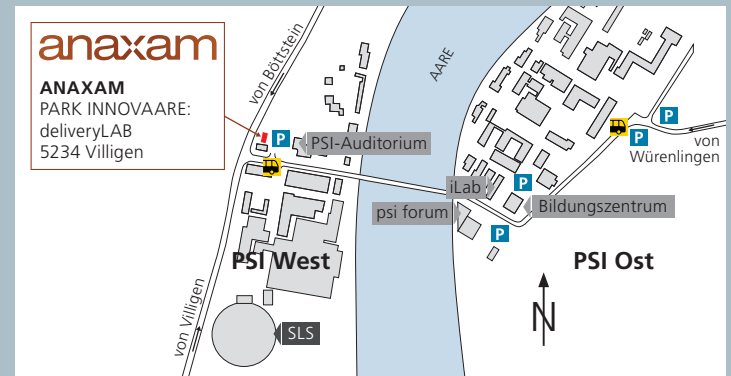 anaxam
ANAXAM
PARK INNOVAARE:
deliveryLAB
5234 Villigen
von Böttstein
AARE
P
PSI-Auditorium
P
P
von
Würenlingen
iLab
P
psi forum
Bildungszentrum
P
PSI West
PSI Ost
von Villigen
SLS
N